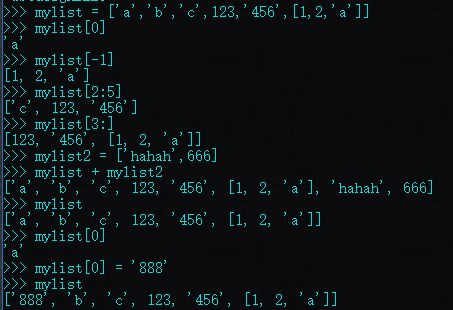 >>> mylist = ['a','b','c',123,'456',[1,2,'a']]
>>> mylist[0]
'a'
>>> mylist[-1]
[1, 2, 'a']
>>> mylist[2:5]
['c', 123, '456']
>>> mylist[3:]
[123, '456', [1, 2, 'a']]
>>> mylist2 = ['hahah',666]
>>> mylist + mylist2
['a', 'b', 'c', 123, '456', [1, 2, 'a'], 'hahah', 666]
>>> mylist
['a', 'b', 'c', 123, '456', [1, 2, 'a']]
>>> mylist[0]
'a'
>>> mylist[0] = '888'
>>> mylist
['888', 'b', 'c', 123, '456', [1, 2, 'a']]